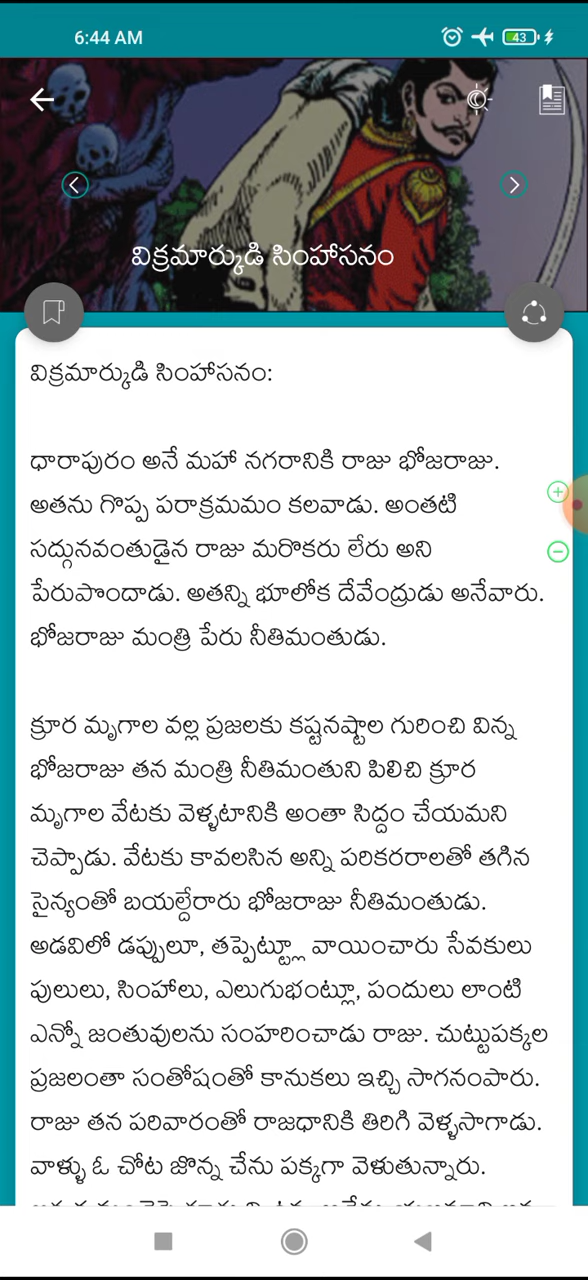 6:44 AM
43
విక్రమార్కుడి సింహాసనం
విక్రమార్కుడి సింహాసనం:
ధారాపురం అనే మహా నగరానికి రాజు భోజరాజు.
అతను గొప్ప పరాక్రమమం కలవాడు. అంతటి
సద్గునవంతుడైన రాజు మరొకరు లేరు అని
పేరుపొందాడు. అతన్ని భూలోక దేవేంద్రుడు అనేవారు.
భోజరాజు మంత్రి పేరు నీతిమంతుడు.
క్రూర మృగాల వల్ల ప్రజలకు కష్టనష్టాల గురించి విన్న
భోజరాజు తన మంత్రి నీతిమంతుని పిలిచి క్రూర
మృగాల వేటకు వెళ్ళటానికి అంతా సిద్దం చేయమని
చెప్పాడు. వేటకు కావలసిన అన్ని పరికరరాలతో తగిన
సైన్యంతో బయల్దేరారు భోజరాజు నీతిమంతుడు.
అడవిలో డప్పులూ, తప్పెట్ట్లూ వాయించారు సేవకులు
పులులు, సింహాలు, ఎలుగుభంట్లూ, పందులు లాంటి
ఎన్నో జంతువులను సంహరించాడు రాజు. చుట్టుపక్కల
ప్రజలంతా సంతోషంతో కానుకలు ఇచ్చి సాగనంపారు.
రాజు తన పరివారంతో రాజధానికి తిరిగి వెళ్ళసాగాడు.
వాళ్ళు ఓ చోట జొన్న చేను పక్కగా వెళుతున్నారు.